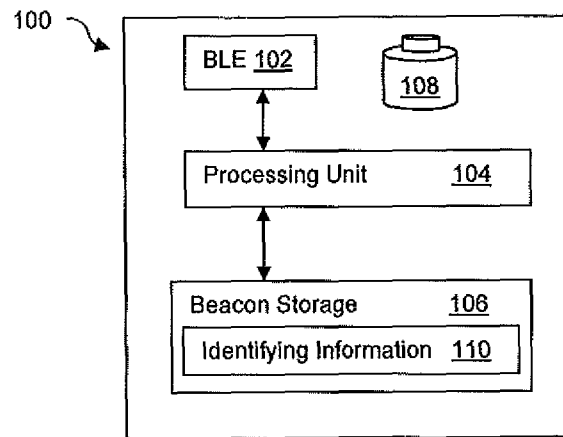 100
BLE 102
108
Processing Unit 104
Beacon Storage 106
Identifying Information 110